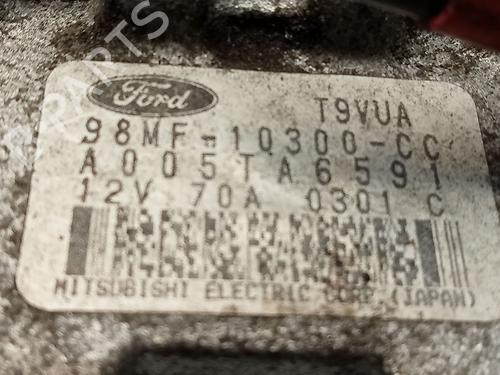 Ford T9VUA
98MF-10300-CC
A005TA6591
12V 70A 0301 C
MITSUBISHI ELECTRIC CORP.(JAPAN)